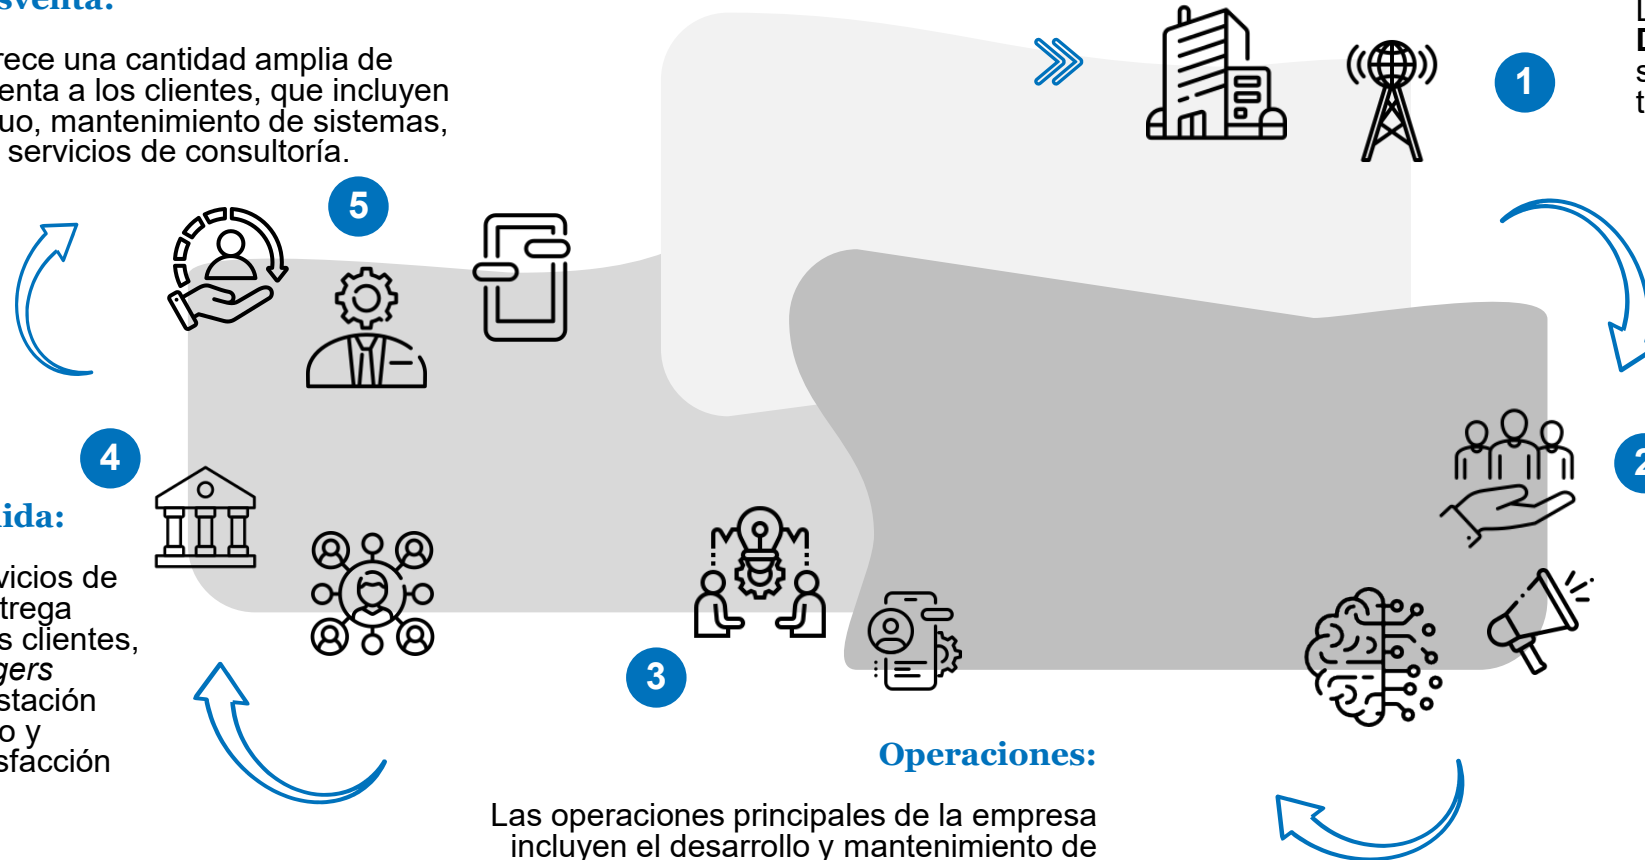 sventa:
rece una cantidad amplia de
enta a los clientes, que incluyen
uo, mantenimiento de sistemas,
servicios de consultoría.
1
D
s
t
5
4
2
ida:
vicios de
trega
s clientes,
gers
stación
o y
sfacción
3
Operaciones:
Las operaciones principales de la empresa
incluyen el desarrollo y mantenimiento de